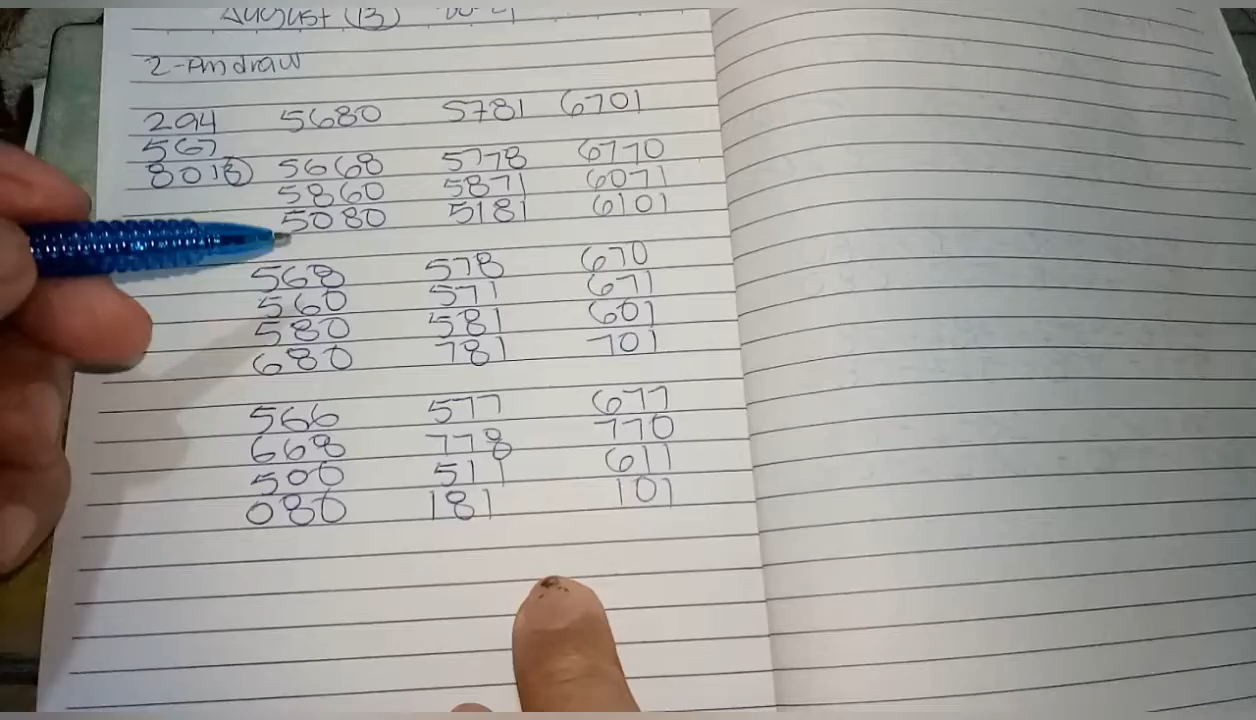 August (13)
2-Pm draw
294 5680 5781 6701
567
8018 5668 5778 6770
5860 5871 6071
5080 5181 6101
568 578 670
560 571 671
580 581 601
680 781 701
566 577 677
668 778 770
500 511 611
080 181 101